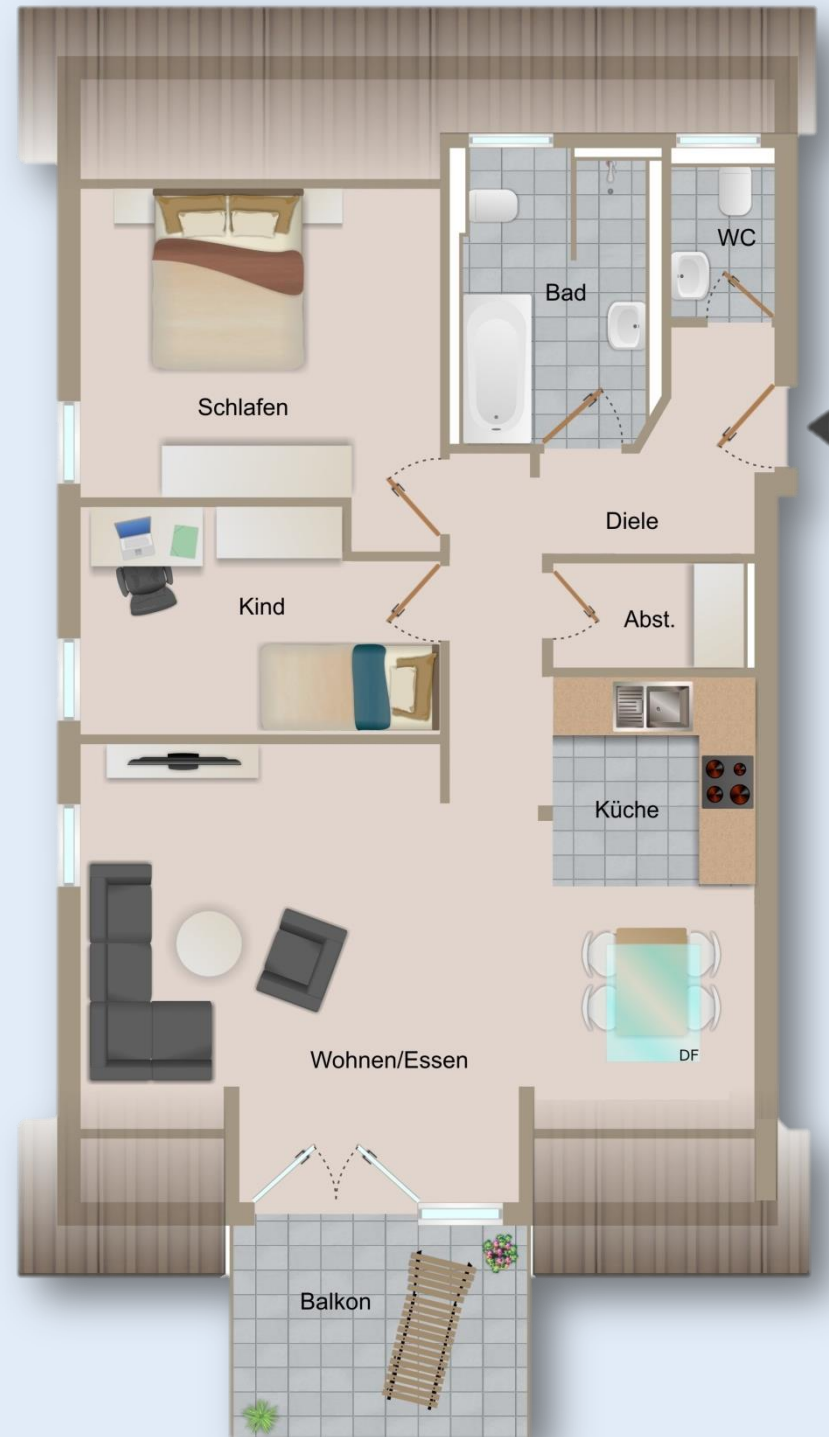 WC
Bad
Schlafen
Diele
Kind
Abst.
Küche
Wohnen/Essen
DF
Balkon